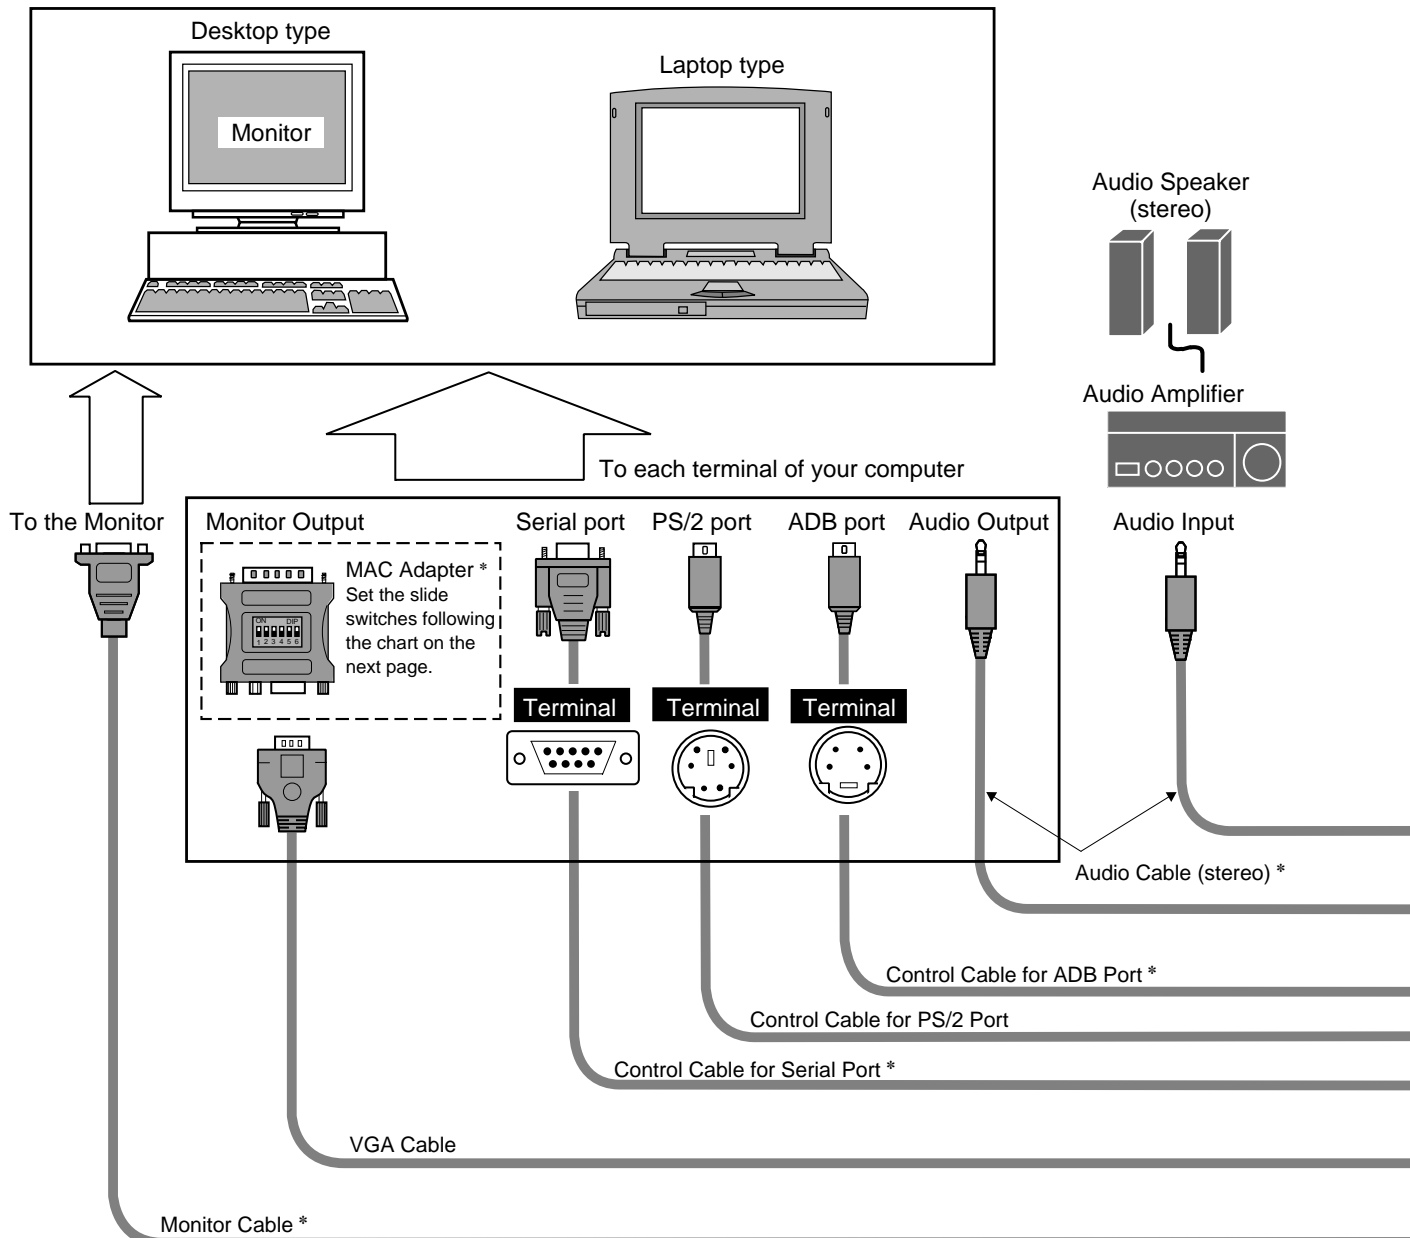 Desktop type
Laptop type
Monitor
Audio Speaker
(stereo)
Audio Amplifier
To each terminal of your computer
To the Monitor
Monitor Output
Serial port
PS/2 port
ADB port
Audio Output
Audio Input
MAC Adapter *
Set the slide
switches following
the chart on the
next page.
ON DIP
1 2 3 4 5 6
Terminal
Terminal
Terminal
Audio Cable (stereo) *
Control Cable for ADB Port *
Control Cable for PS/2 Port
Control Cable for Serial Port *
VGA Cable
Monitor Cable *